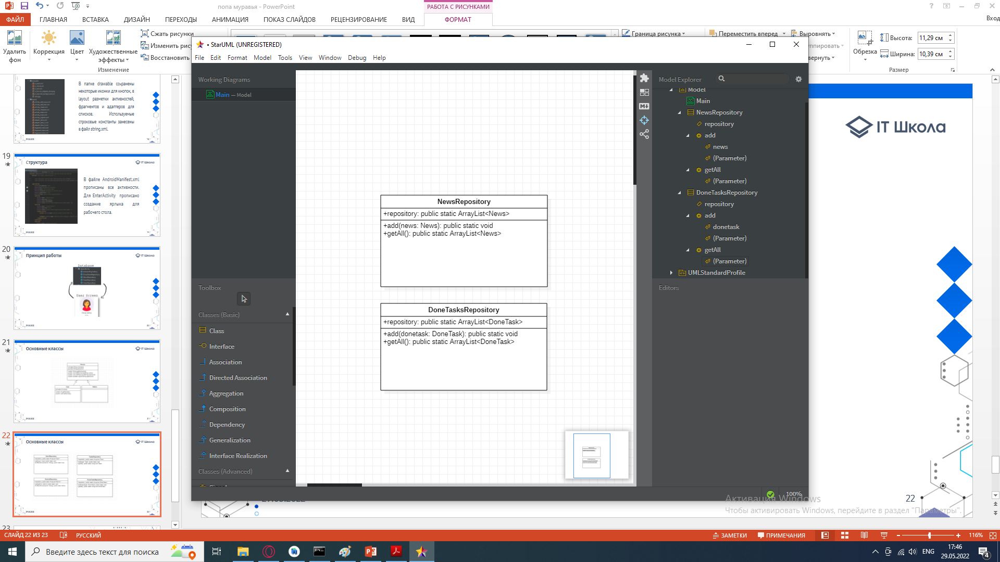 попа муравья - PowerPoint
РАБОТА С РИСУНКАМИ
ФАЙЛ
ГЛАВНАЯ
ВСТАВКА
ДИЗАЙН
ПЕРЕХОДЫ
АНИМАЦИЯ
ПОКАЗ СЛАЙДОВ
РЕЦЕНЗИРОВАНИЕ
ВИД
ФОРМАТ
Вход
Удалить фон
Коррекция
Цвет
Художественные эффекты
Сжать рисунки
Изменить рису
Восстановить
Изменение
Граница рисунка
Переместить вперед
Выровнять
уппировать
вернуть
Обрезка
Высота: 11,29 см
Ширина: 10,39 см
Размер
В папке drawable сохранены
некоторые иконки для кнопок, в
layout разметки активностей,
фрагментов и адаптеров для
списков. Используемые
строковые константы занесены
в файл string.xml.
19
Структура
IT Школа
В файле AndroidManifest.xml
прописаны все активности.
Для EnterActivity прописано
создание ярлыка для
рабочего стола.
20
Принцип работы
IT Школа
Database
User Screen
21
Основные классы
IT Школа
22
Основные классы
IT Школа
23
• StarUML (UNREGISTERED)
File Edit Format Model Tools View Window Debug Help
Working Diagrams
Main — Model
Toolbox
Classes (Basic)
Class
Interface
Association
Directed Association
Aggregation
Composition
Dependency
Generalization
Interface Realization
Classes (Advanced)
NewsRepository
+repository: public static ArrayList<News>
+add(news: News): public static void
+getAll(): public static ArrayList<News>
DoneTasksRepository
+repository: public static ArrayList<DoneTask>
+add(donetask: DoneTask): public static void
+getAll(): public static ArrayList<DoneTask>
Model Explorer
Model
Main
NewsRepository
repository
add
news
(Parameter)
getAll
(Parameter)
DoneTasksRepository
repository
add
donetask
(Parameter)
getAll
(Parameter)
UMLStandardProfile
Editors
100%
IT Школа
22
Активация Windows
Чтобы активировать Windows, перейдите в раздел "Параметры".
СЛАЙД 22 ИЗ 23
РУССКИЙ
ЗАМЕТКИ
ПРИМЕЧАНИЯ
116%
Введите здесь текст для поиска
ENG
17:46
29.05.2022
4